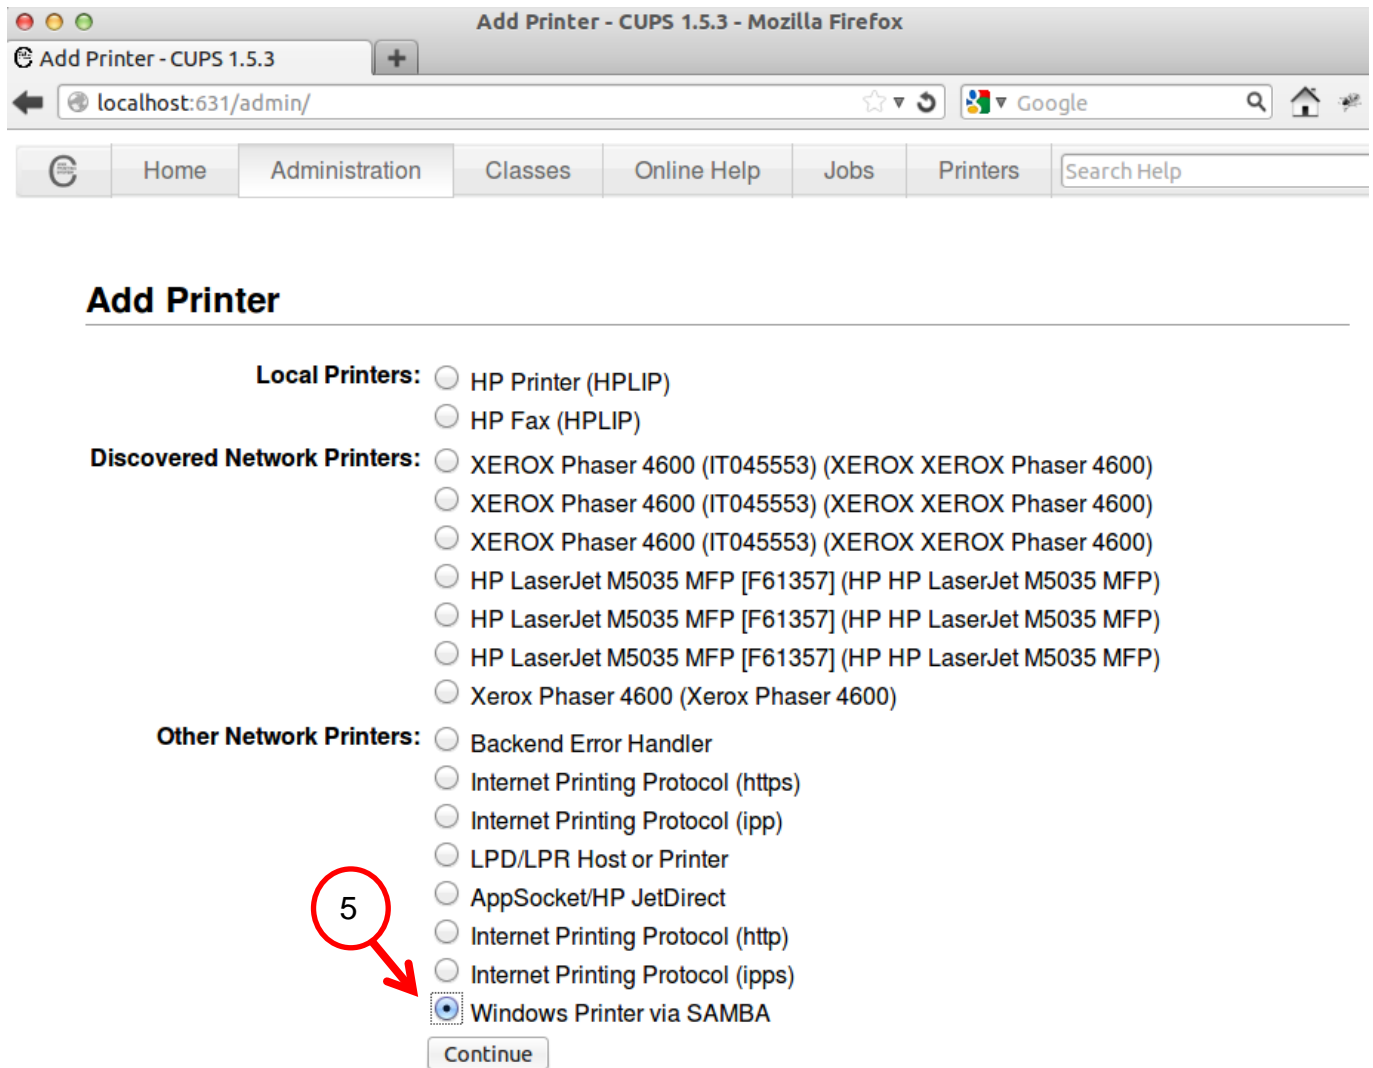 Add Printer - CUPS 1.5.3 - Mozilla Firefox
Add Printer - CUPS 1.5.3
localhost:631/admin/
Google
Home Administration Classes Online Help Jobs Printers Search Help
Add Printer
Local Printers: HP Printer (HPLIP)
HP Fax (HPLIP)
Discovered Network Printers: XEROX Phaser 4600 (IT045553) (XEROX XEROX Phaser 4600)
XEROX Phaser 4600 (IT045553) (XEROX XEROX Phaser 4600)
XEROX Phaser 4600 (IT045553) (XEROX XEROX Phaser 4600)
HP LaserJet M5035 MFP [F61357] (HP HP LaserJet M5035 MFP)
HP LaserJet M5035 MFP [F61357] (HP HP LaserJet M5035 MFP)
HP LaserJet M5035 MFP [F61357] (HP HP LaserJet M5035 MFP)
Xerox Phaser 4600 (Xerox Phaser 4600)
Other Network Printers: Backend Error Handler
Internet Printing Protocol (https)
Internet Printing Protocol (ipp)
LPD/LPR Host or Printer
AppSocket/HP JetDirect
5
Internet Printing Protocol (http)
Internet Printing Protocol (ipps)
Windows Printer via SAMBA
Continue